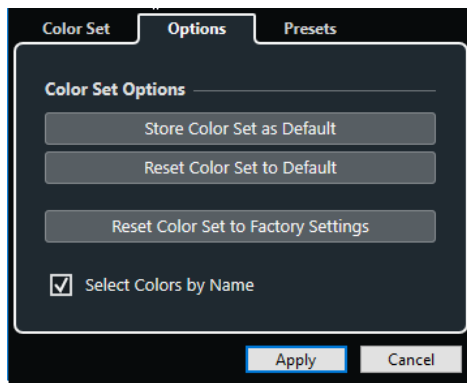 Color Set Options Presets
Color Set Options
Store Color Set as Default
Reset Color Set to Default
Reset Color Set to Factory Settings
Select Colors by Name
Apply Cancel